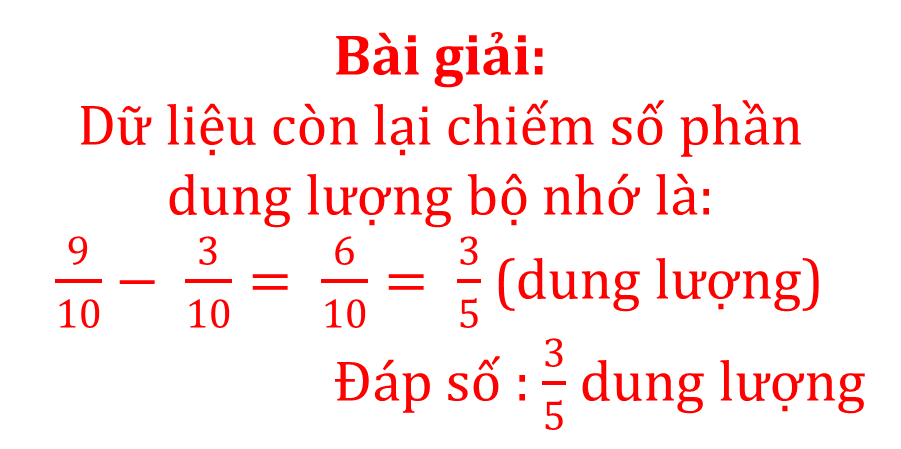 Bài giải:
Dữ liệu còn lại chiếm số phần
dung lượng bộ nhớ là:
9/10 − 3/10 = 6/10 = 3/5 (dung lượng)
Đáp số : 3/5 dung lượng